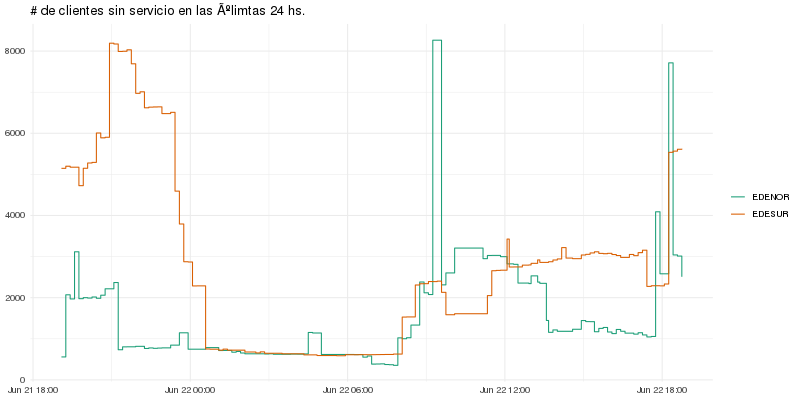 # de clientes sin servicio en las Ãºlimtas 24 hs.
8000
6000
4000
2000
0
Jun 21 18:00 Jun 22 00:00 Jun 22 06:00 Jun 22 12:00 Jun 22 18:00
EDENOR
EDESUR